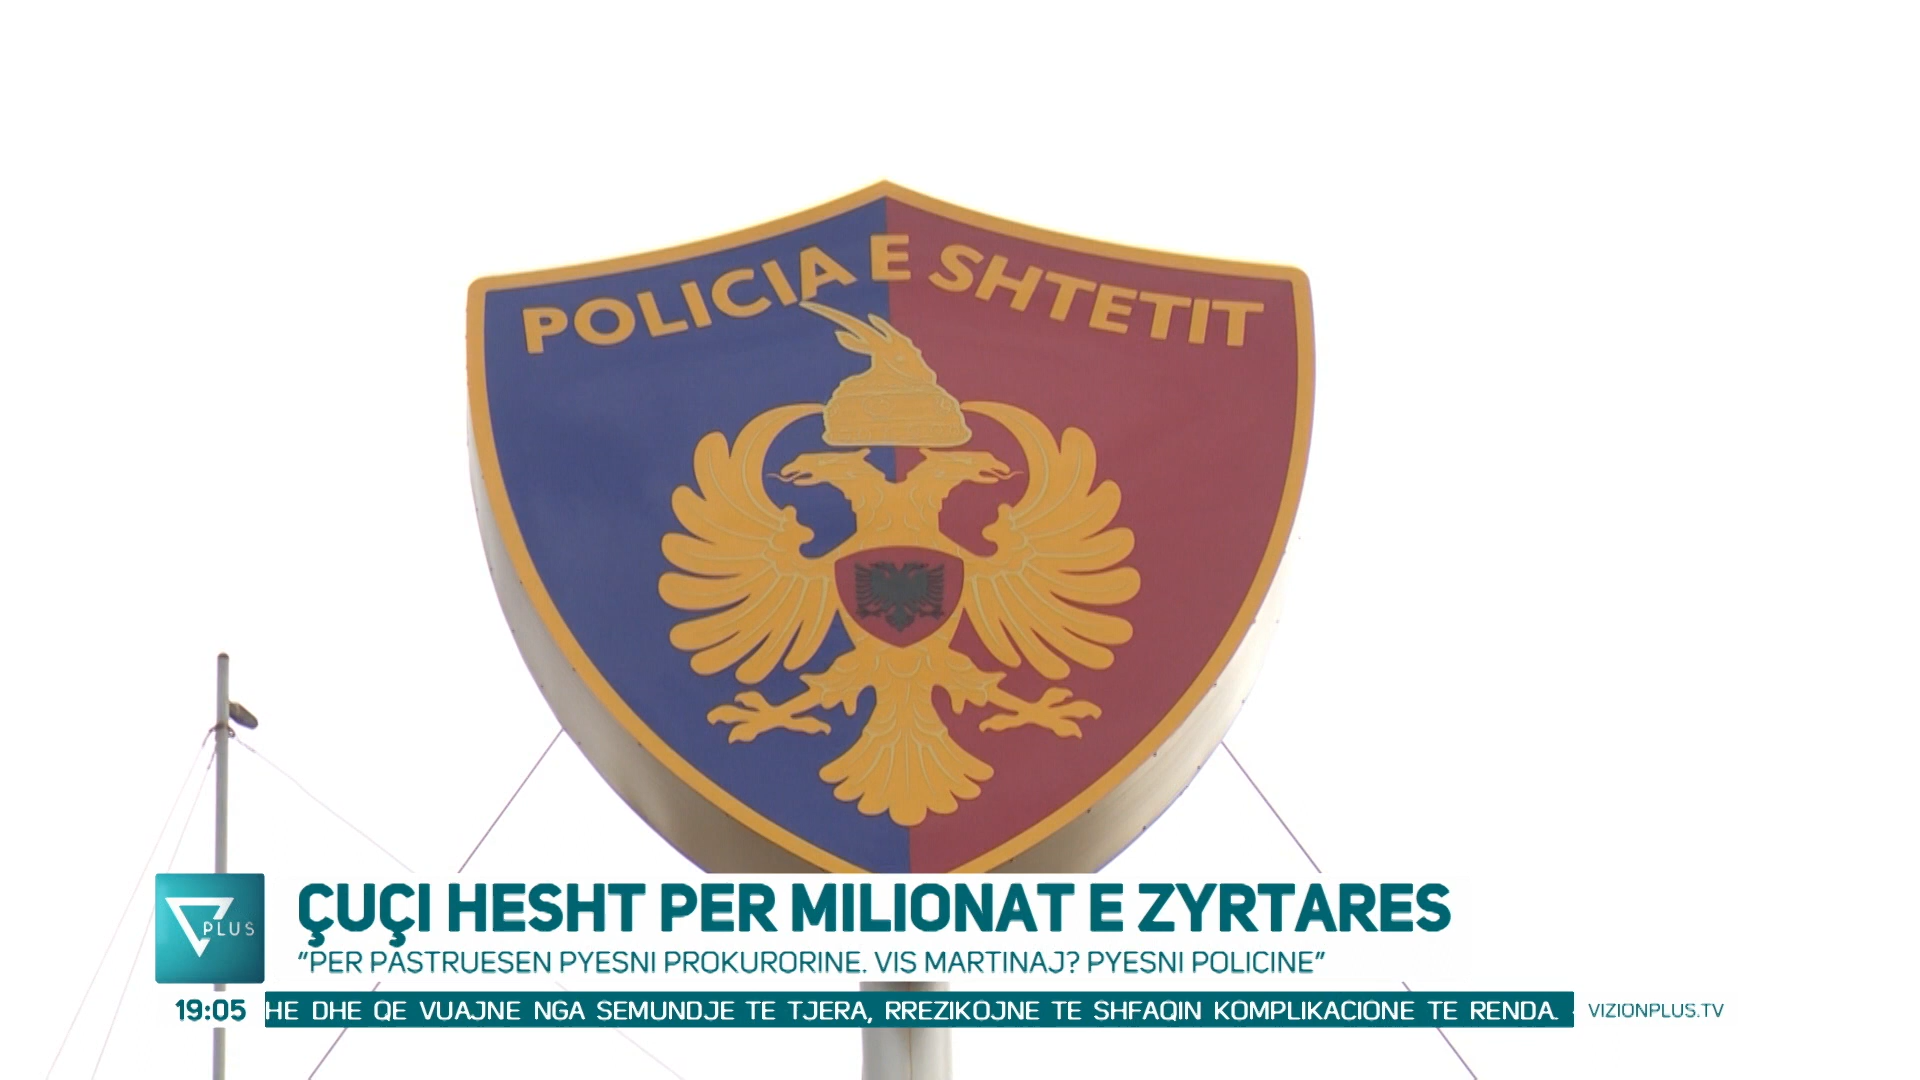 POLICIA E SHTETIT
ÇUÇI HESHT PER MILIONAT E ZYRTARES
PLUS
"PER PASTRUESEN PYESNI PROKURORINE. VIS MARTINAJ? PYESNI POLICINE"
19:05 HE DHE QE VUAJNE NGA SEMUNDJE TE TJERA, RREZIKOJNE TE SHFAQIN KOMPLIKACIONE TE RENDA. VIZIONPLUS.TV